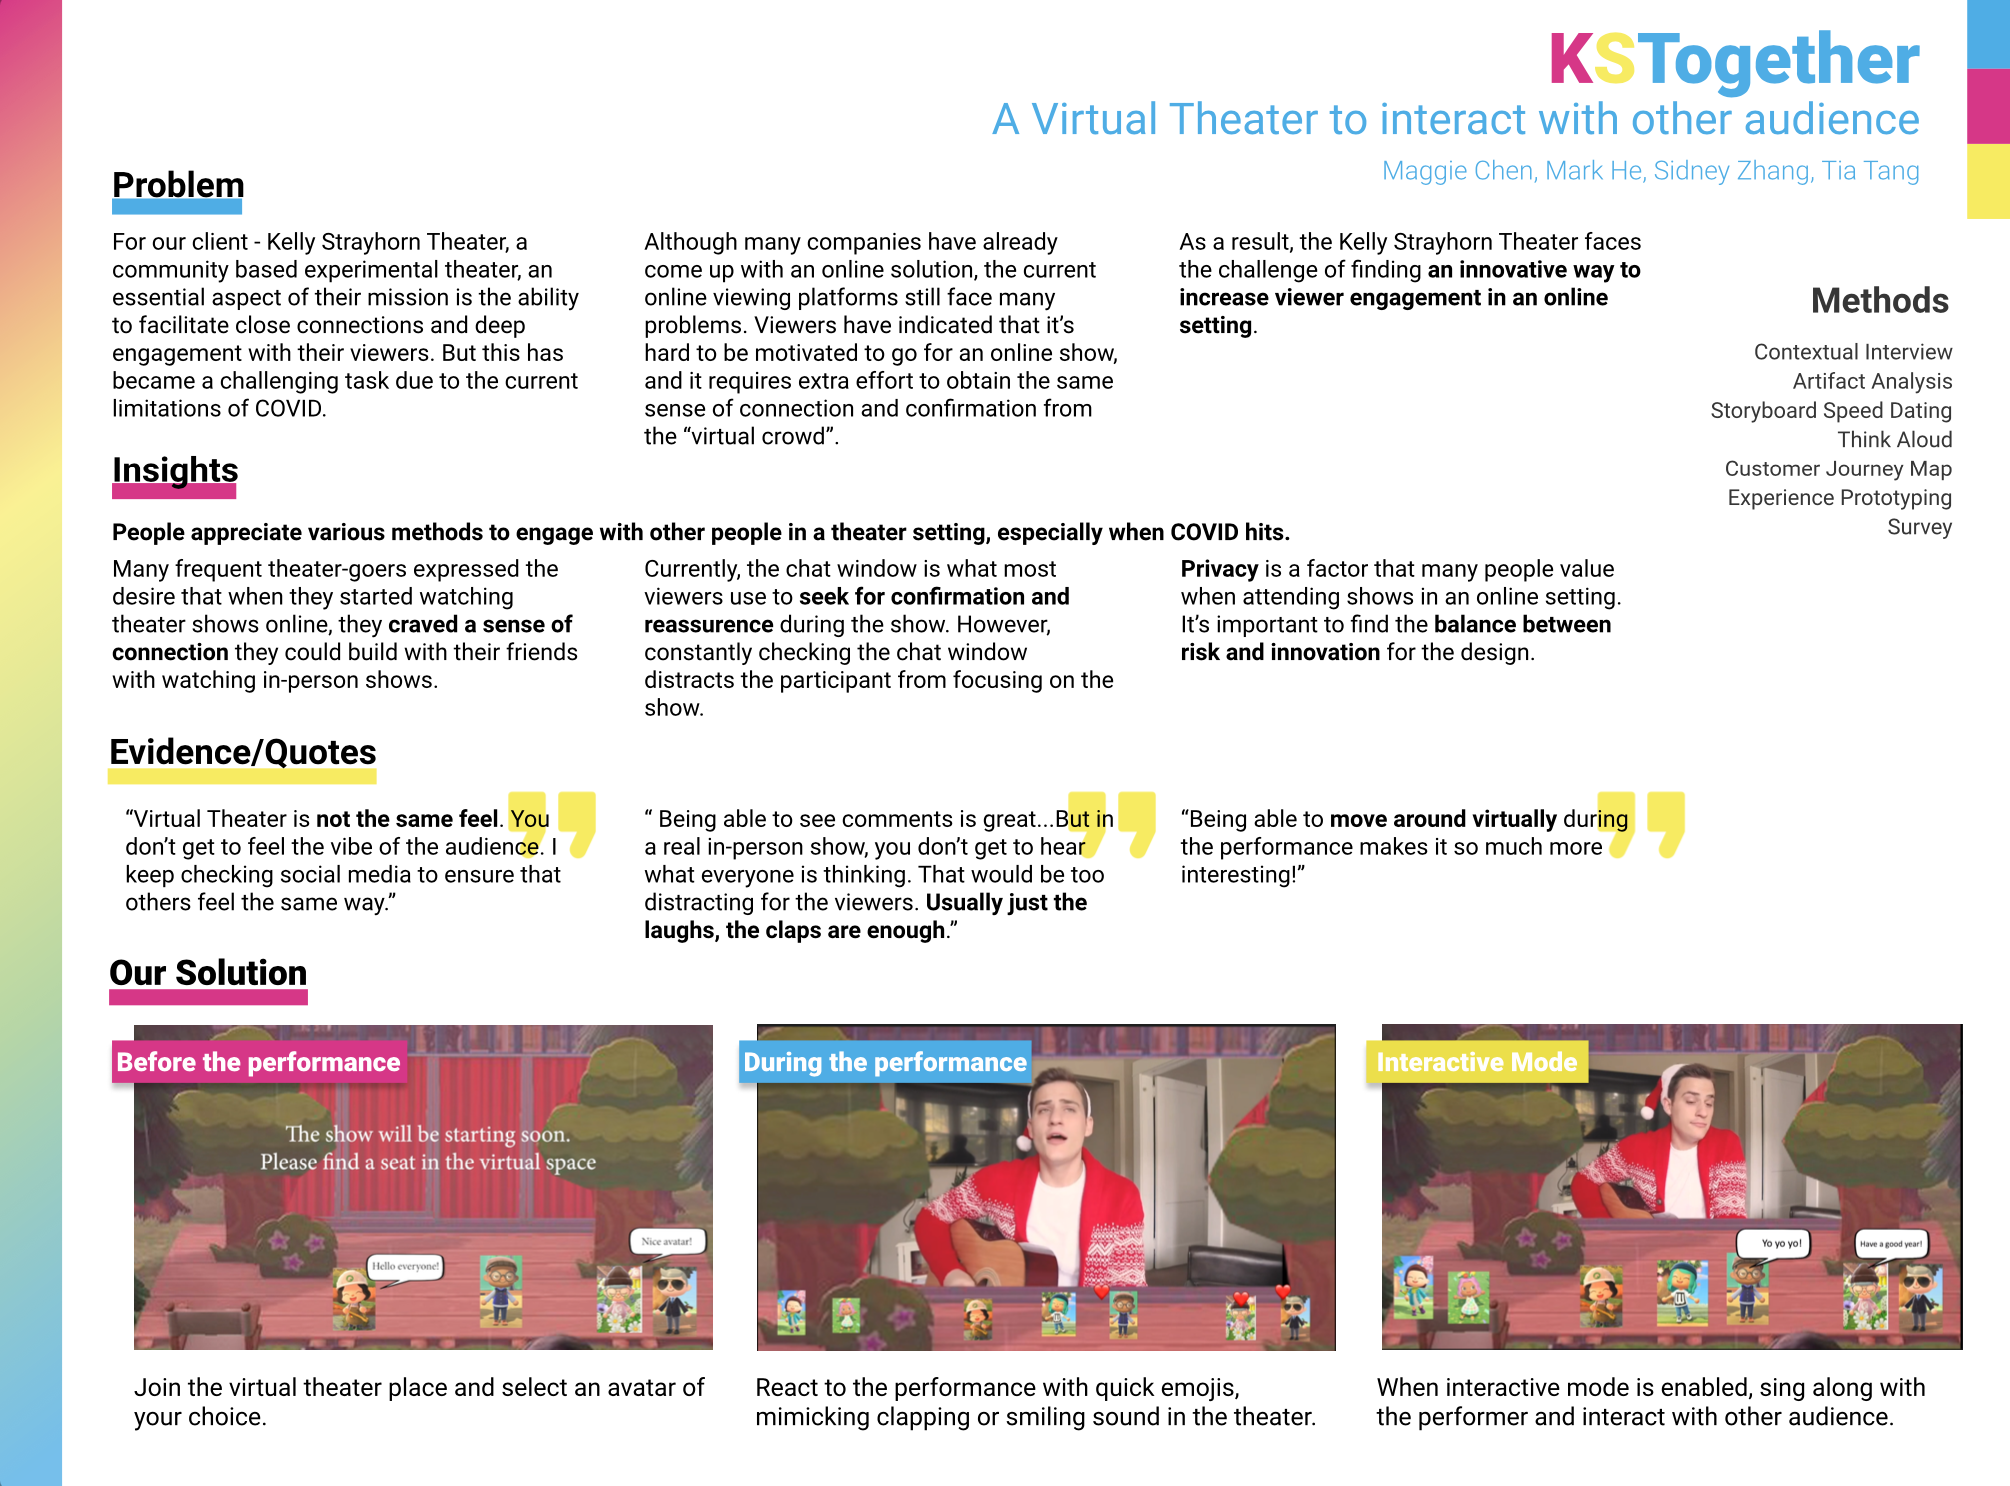 KSTogether
A Virtual Theater to interact with other audience
Maggie Chen, Mark He, Sidney Zhang, Tia Tang
Problem
For our client - Kelly Strayhorn Theater, a
community based experimental theater, an
essential aspect of their mission is the ability
to facilitate close connections and deep
engagement with their viewers. But this has
became a challenging task due to the current
limitations of COVID.
Although many companies have already
come up with an online solution, the current
online viewing platforms still face many
problems. Viewers have indicated that it's
hard to be motivated to go for an online show,
and it requires extra effort to obtain the same
sense of connection and confirmation from
the “virtual crowd”.
As a result, the Kelly Strayhorn Theater faces
the challenge of finding an innovative way to
increase viewer engagement in an online
setting.
Methods
Contextual Interview
Artifact Analysis
Storyboard Speed Dating
Think Aloud
Customer Journey Map
Experience Prototyping
Survey
Insights
People appreciate various methods to engage with other people in a theater setting, especially when COVID hits.
Many frequent theater-goers expressed the
desire that when they started watching
theater shows online, they craved a sense of
connection they could build with their friends
with watching in-person shows.
Currently, the chat window is what most
viewers use to seek for confirmation and
reassurence during the show. However,
constantly checking the chat window
distracts the participant from focusing on the
show.
Privacy is a factor that many people value
when attending shows in an online setting.
It's important to find the balance between
risk and innovation for the design.
Evidence/Quotes
“Virtual Theater is not the same feel. You
don't get to feel the vibe of the audience. I
keep checking social media to ensure that
others feel the same way.”
“ Being able to see comments is great...But in
a real in-person show, you don't get to hear
what everyone is thinking. That would be too
distracting for the viewers. Usually just the
laughs, the claps are enough.”
“Being able to move around virtually during
the performance makes it so much more
interesting!”
Our Solution
Before the performance
The show will be starting soon.
Please find a seat in the virtual space
Nice avatar!
Hello everyone!
Join the virtual theater place and select an avatar of
your choice.
During the performance
React to the performance with quick emojis,
mimicking clapping or smiling sound in the theater.
Interactive Mode
Yo yo yo!
Have a good year!
When interactive mode is enabled, sing along with
the performer and interact with other audience.